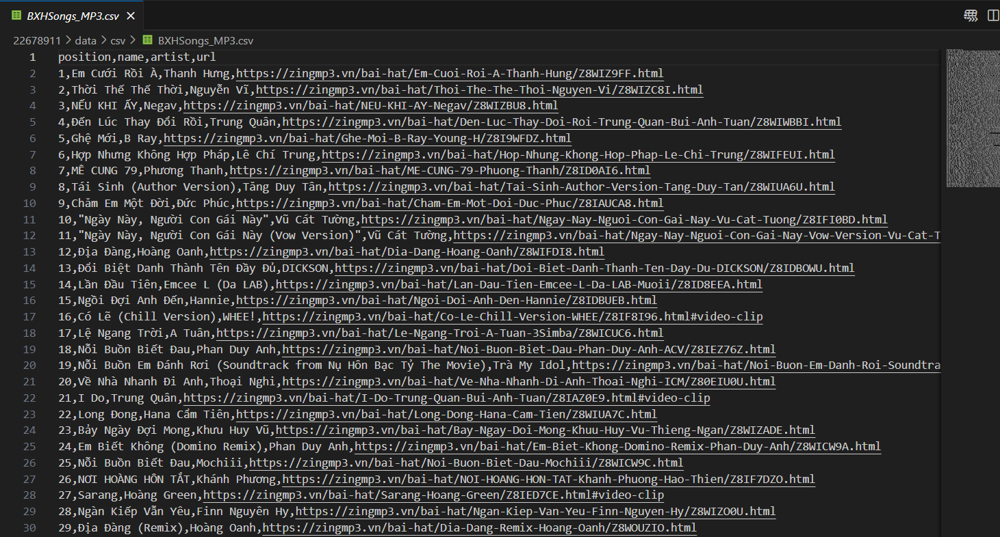 BXHSongs_MP3.csv
22678911 > data > csv > BXHSongs_MP3.csv
1 position,name,artist,url
2 1,Em Cưới Rồi À,Thanh Hưng,https://zingmp3.vn/bai-hat/Em-Cuoi-Roi-A-Thanh-Hung/Z8WIZ9FF.html
3 2,Thời Thế Thế Thời,Nguyễn Vĩ,https://zingmp3.vn/bai-hat/Thoi-The-The-Thoi-Nguyen-Vi/Z8WIZC8I.html
4 3,NẾU KHI ẤY,Negav,https://zingmp3.vn/bai-hat/NEU-KHI-AY-Negav/Z8WIZBU8.html
5 4,Đến Lúc Thay Đổi Rồi,Trung Quân,https://zingmp3.vn/bai-hat/Den-Luc-Thay-Doi-Roi-Trung-Quan-Bui-Anh-Tuan/Z8WIWBBI.html
6 5,Ghệ Mới,B Ray,https://zingmp3.vn/bai-hat/Ghe-Moi-B-Ray-Young-H/Z8I9WFDZ.html
7 6,Hợp Nhưng Không Hợp Pháp,Lê Chí Trung,https://zingmp3.vn/bai-hat/Hop-Nhung-Khong-Hop-Phap-Le-Chi-Trung/Z8WIFEUI.html
8 7,MÊ CUNG 79,Phương Thanh,https://zingmp3.vn/bai-hat/ME-CUNG-79-Phuong-Thanh/Z8ID0AI6.html
9 8,Tái Sinh (Author Version),Tăng Duy Tân,https://zingmp3.vn/bai-hat/Tai-Sinh-Author-Version-Tang-Duy-Tan/Z8WIUA6U.html
10 9,Chăm Em Một Đời,Đức Phúc,https://zingmp3.vn/bai-hat/Cham-Em-Mot-Doi-Duc-Phuc/Z8IAUCA8.html
11 10,"Ngày Này, Người Con Gái Này",Vũ Cát Tường,https://zingmp3.vn/bai-hat/Ngay-Nay-Nguoi-Con-Gai-Nay-Vu-Cat-Tuong/Z8IFI0BD.html
12 11,"Ngày Này, Người Con Gái Này (Vow Version)",Vũ Cát Tường,https://zingmp3.vn/bai-hat/Ngay-Nay-Nguoi-Con-Gai-Nay-Vow-Version-Vu-Cat-T
13 12,Địa Đàng,Hoàng Oanh,https://zingmp3.vn/bai-hat/Dia-Dang-Hoang-Oanh/Z8WIFDI8.html
14 13,Đổi Biệt Danh Thành Tên Đầy Đủ,DICKSON,https://zingmp3.vn/bai-hat/Doi-Biet-Danh-Thanh-Ten-Day-Du-DICKSON/Z8IDBOWU.html
15 14,Lần Đầu Tiên,Emcee L (Da LAB),https://zingmp3.vn/bai-hat/Lan-Dau-Tien-Emcee-L-Da-LAB-Muoii/Z8ID8EEA.html
16 15,Ngồi Đợi Anh Đến,Hannie,https://zingmp3.vn/bai-hat/Ngoi-Doi-Anh-Den-Hannie/Z8IDBUEB.html
17 16,Có Lẽ (Chill Version),WHEE!,https://zingmp3.vn/bai-hat/Co-Le-Chill-Version-WHEE/Z8IF8I96.html#video-clip
18 17,Lệ Ngang Trời,A Tuân,https://zingmp3.vn/bai-hat/Le-Ngang-Troi-A-Tuan-3Simba/Z8WICUC6.html
19 18,Nỗi Buồn Biết Đau,Phan Duy Anh,https://zingmp3.vn/bai-hat/Noi-Buon-Biet-Dau-Phan-Duy-Anh-ACV/Z8IEZ76Z.html
20 19,Nỗi Buồn Em Đánh Rơi (Soundtrack from Nụ Hôn Bạc Tỷ The Movie),Trà My Idol,https://zingmp3.vn/bai-hat/Noi-Buon-Em-Danh-Roi-Soundtra
21 20,Về Nhà Nhanh Đi Anh,Thoại Nghi,https://zingmp3.vn/bai-hat/Ve-Nha-Nhanh-Di-Anh-Thoai-Nghi-ICM/Z80EIU0U.html
22 21,I Do,Trung Quân,https://zingmp3.vn/bai-hat/I-Do-Trung-Quan-Bui-Anh-Tuan/Z8IAZ0E9.html#video-clip
23 22,Long Đong,Hana Cẩm Tiên,https://zingmp3.vn/bai-hat/Long-Dong-Hana-Cam-Tien/Z8WIUA7C.html
24 23,Bảy Ngày Đợi Mong,Khưu Huy Vũ,https://zingmp3.vn/bai-hat/Bay-Ngay-Doi-Mong-Khuu-Huy-Vu-Thieng-Ngan/Z8WIZADE.html
25 24,Em Biết Không (Domino Remix),Phan Duy Anh,https://zingmp3.vn/bai-hat/Em-Biet-Khong-Domino-Remix-Phan-Duy-Anh/Z8WICW9A.html
26 25,Nỗi Buồn Biết Đau,Mochiii,https://zingmp3.vn/bai-hat/Noi-Buon-Biet-Dau-Mochiii/Z8WICW9C.html
27 26,NƠI HOÀNG HÔN TẮT,Khánh Phương,https://zingmp3.vn/bai-hat/NOI-HOANG-HON-TAT-Khanh-Phuong-Hao-Thien/Z8IF7DZO.html
28 27,Sarang,Hoàng Green,https://zingmp3.vn/bai-hat/Sarang-Hoang-Green/Z8IED7CE.html#video-clip
29 28,Ngàn Kiếp Vẫn Yêu,Finn Nguyên Hy,https://zingmp3.vn/bai-hat/Ngan-Kiep-Van-Yeu-Finn-Nguyen-Hy/Z8WIZO0U.html
30 29,Địa Đàng (Remix),Hoàng Oanh,https://zingmp3.vn/bai-hat/Dia-Dang-Remix-Hoang-Oanh/Z8WOUZIO.html